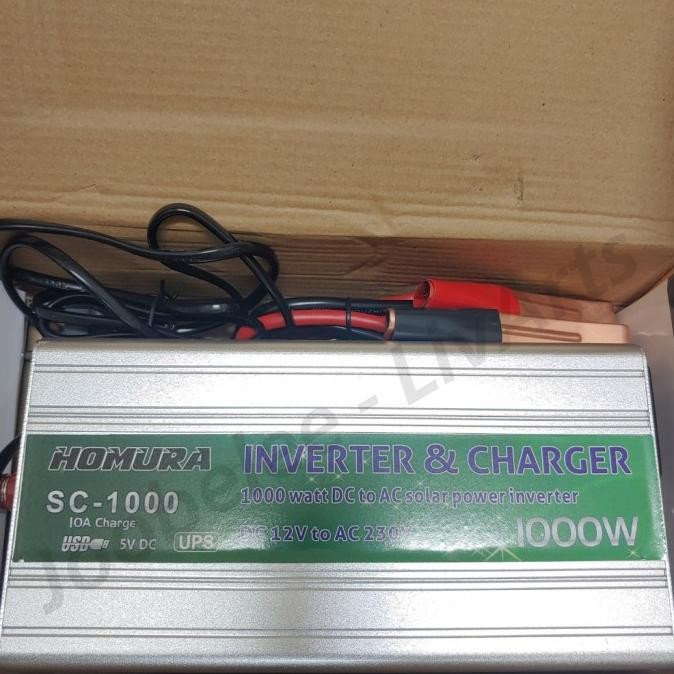 HOMURA
INVERTER & CHARGER
SC-1000
1000 watt DC to AC solar power inverter
10A Charge
DC 12V to AC 230V
1000W
USB
5V DC
UPS